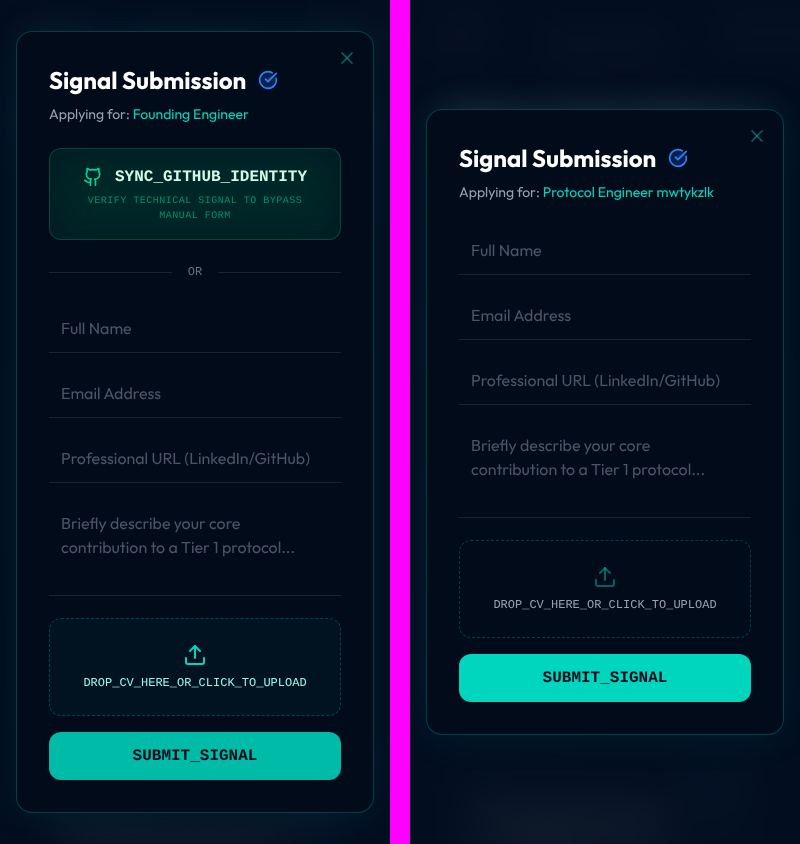 Signal Submission
Applying for: Founding Engineer
SYNC_GITHUB_IDENTITY
VERIFY TECHNICAL SIGNAL TO BYPASS
MANUAL FORM
OR
Full Name
Email Address
Professional URL (LinkedIn/GitHub)
Briefly describe your core
contribution to a Tier 1 protocol...
DROP_CV_HERE_OR_CLICK_TO_UPLOAD
SUBMIT_SIGNAL
Signal Submission
Applying for: Protocol Engineer mwtykzlk
Full Name
Email Address
Professional URL (LinkedIn/GitHub)
Briefly describe your core
contribution to a Tier 1 protocol...
DROP_CV_HERE_OR_CLICK_TO_UPLOAD
SUBMIT_SIGNAL